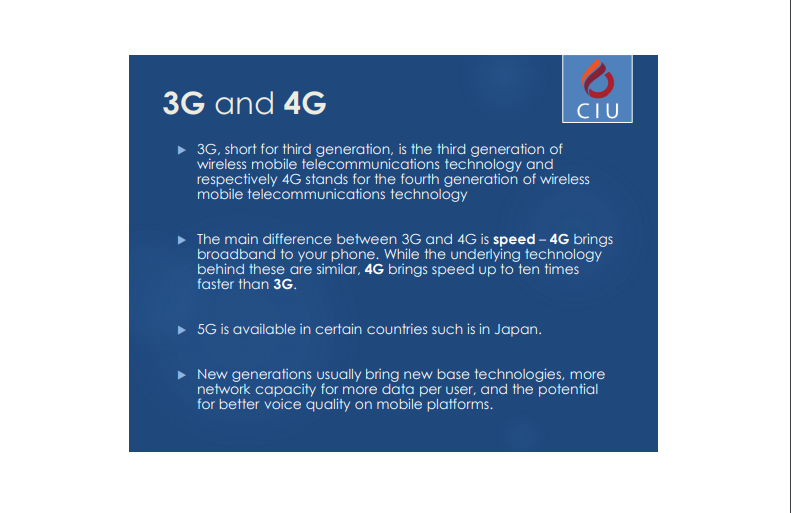 3G and 4G
CIU
3G, short for third generation, is the third generation of
wireless mobile telecommunications technology and
respectively 4G stands for the fourth generation of wireless
mobile telecommunications technology
The main difference between 3G and 4G is speed – 4G brings
broadband to your phone. While the underlying technology
behind these are similar, 4G brings speed up to ten times
faster than 3G.
5G is available in certain countries such is in Japan.
New generations usually bring new base technologies, more
network capacity for more data per user, and the potential
for better voice quality on mobile platforms.